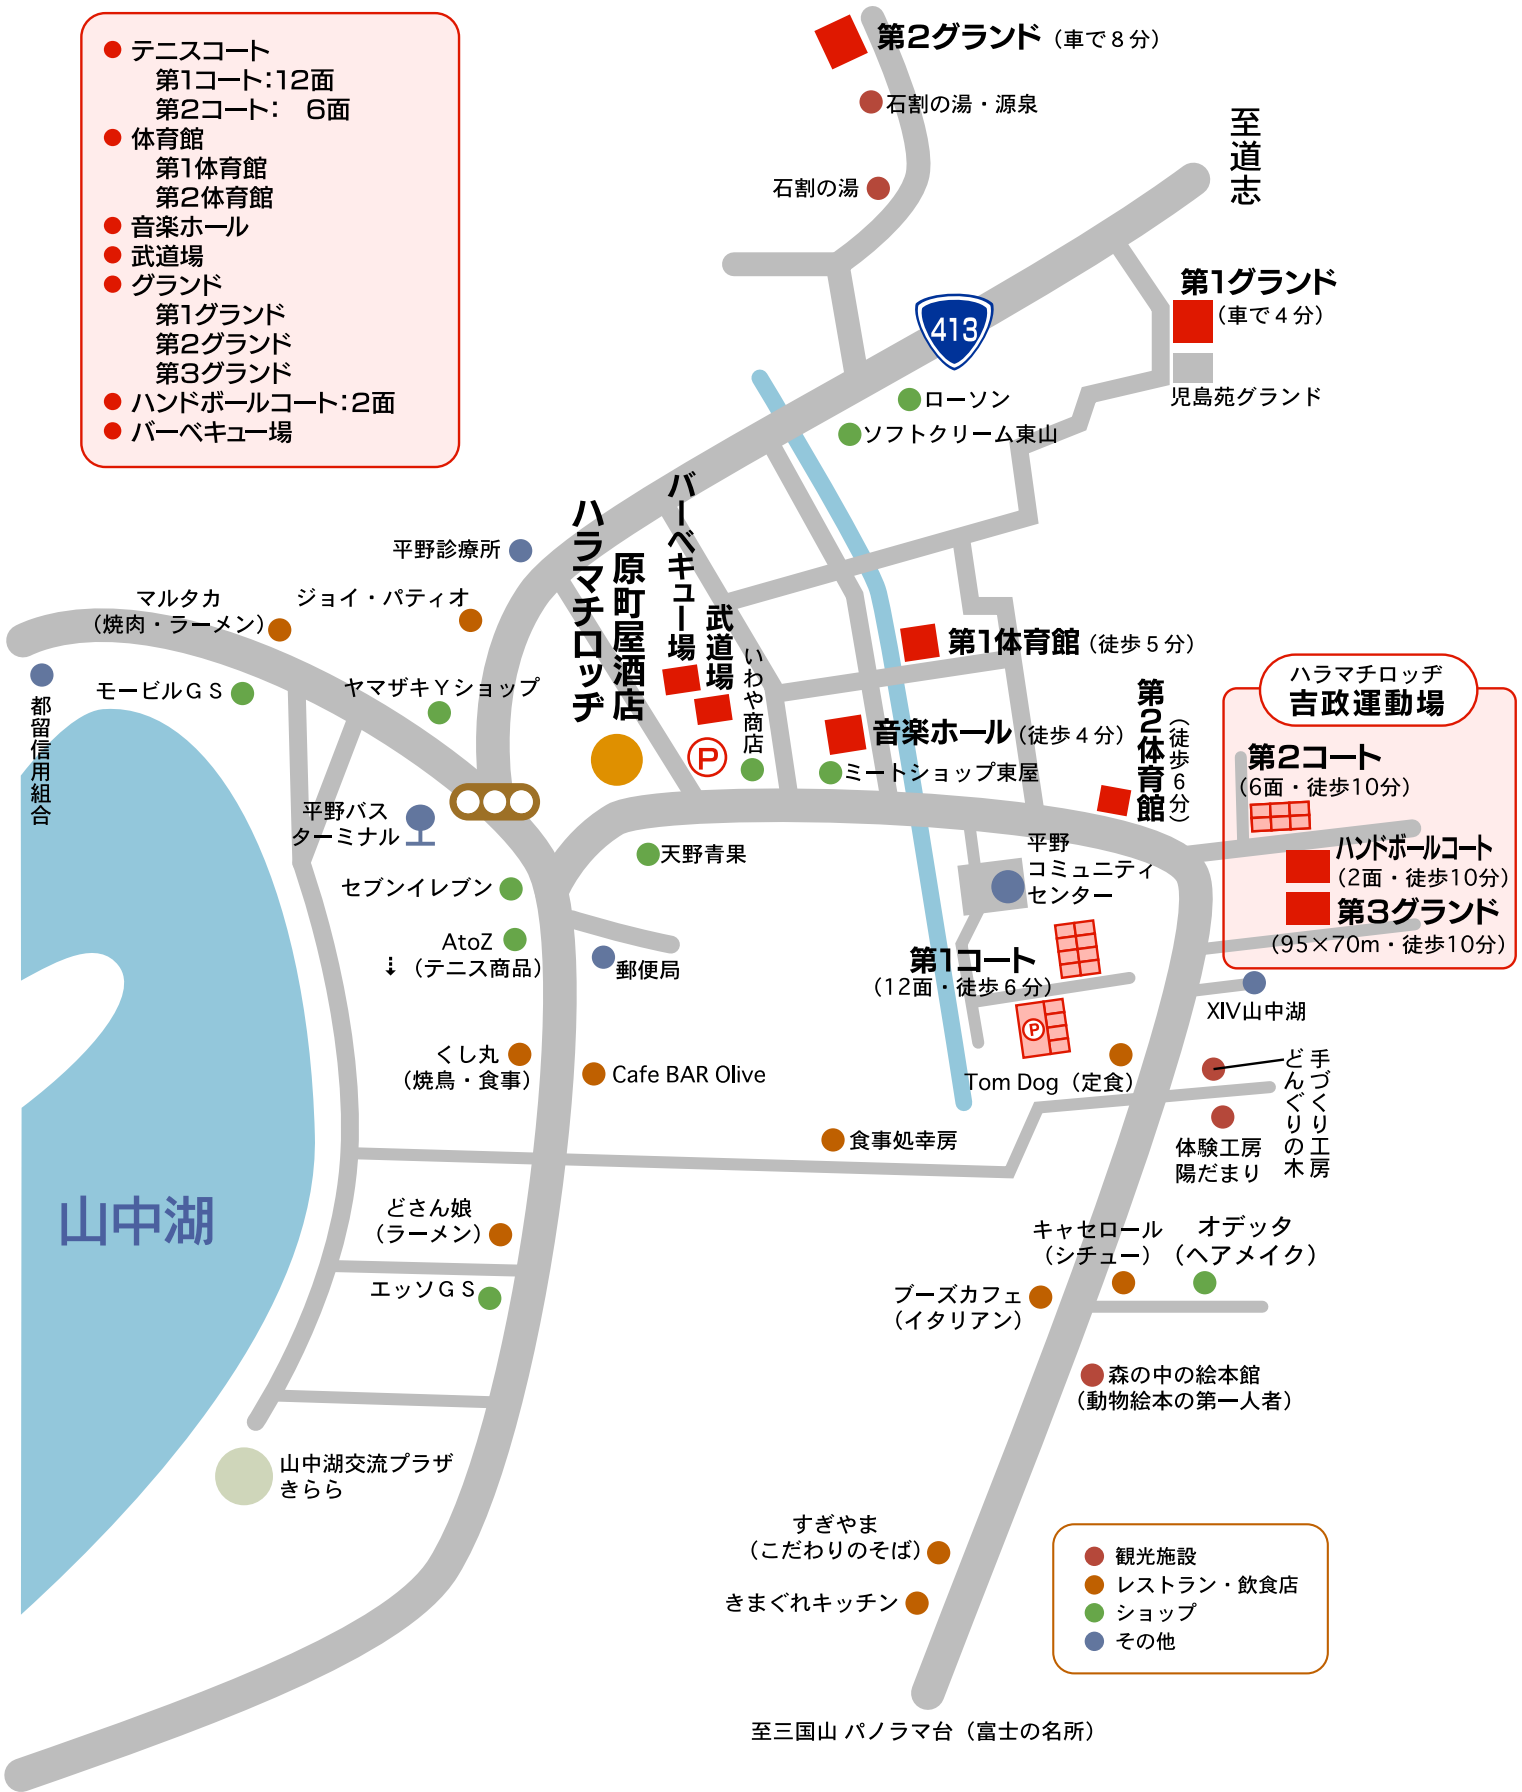 ● テニスコート
第1コート：12面
第2コート： 6面
● 体育館
第1体育館
第2体育館
● 音楽ホール
● 武道場
● グランド
第1グランド
第2グランド
第3グランド
● ハンドボールコート：2面
● バーベキュー場
第2グランド（車で8分）
石割の湯・源泉
石割の湯
至道志
413
第1グランド
（車で4分）
児島苑グランド
ローソン
ソフトクリーム東山
バーベキュー場
ハラマチロッヂ
原町屋酒店
武道場
いわや商店
平野診療所
ジョイ・パティオ
マルタカ
（焼肉・ラーメン）
モービルＧＳ
ヤマザキＹショップ
都留信用組合
第1体育館（徒歩5分）
音楽ホール（徒歩4分）
ミートショップ東屋
第2体育館
（徒歩6分）
P
ハラマチロッヂ
吉政運動場
第2コート
（6面・徒歩10分）
ハンドボールコート
（2面・徒歩10分）
第3グランド
（95×70m・徒歩10分）
平野バス
ターミナル
天野青果
セブンイレブン
平野
コミュニティ
センター
AtoZ
（テニス商品）
郵便局
第1コート
（12面・徒歩6分）
P
XIV山中湖
くし丸
（焼鳥・食事）
Cafe BAR Olive
Tom Dog（定食）
手づくり工房
どんぐりの木
食事処幸房
体験工房
陽だまり
山中湖
どさん娘
（ラーメン）
エッソＧＳ
キャセロール
（シチュー）
オデッタ
（ヘアメイク）
ブーズカフェ
（イタリアン）
森の中の絵本館
（動物絵本の第一人者）
山中湖交流プラザ
きらら
すぎやま
（こだわりのそば）
きまぐれキッチン
● 観光施設
● レストラン・飲食店
● ショップ
● その他
至三国山 パノラマ台（富士の名所）